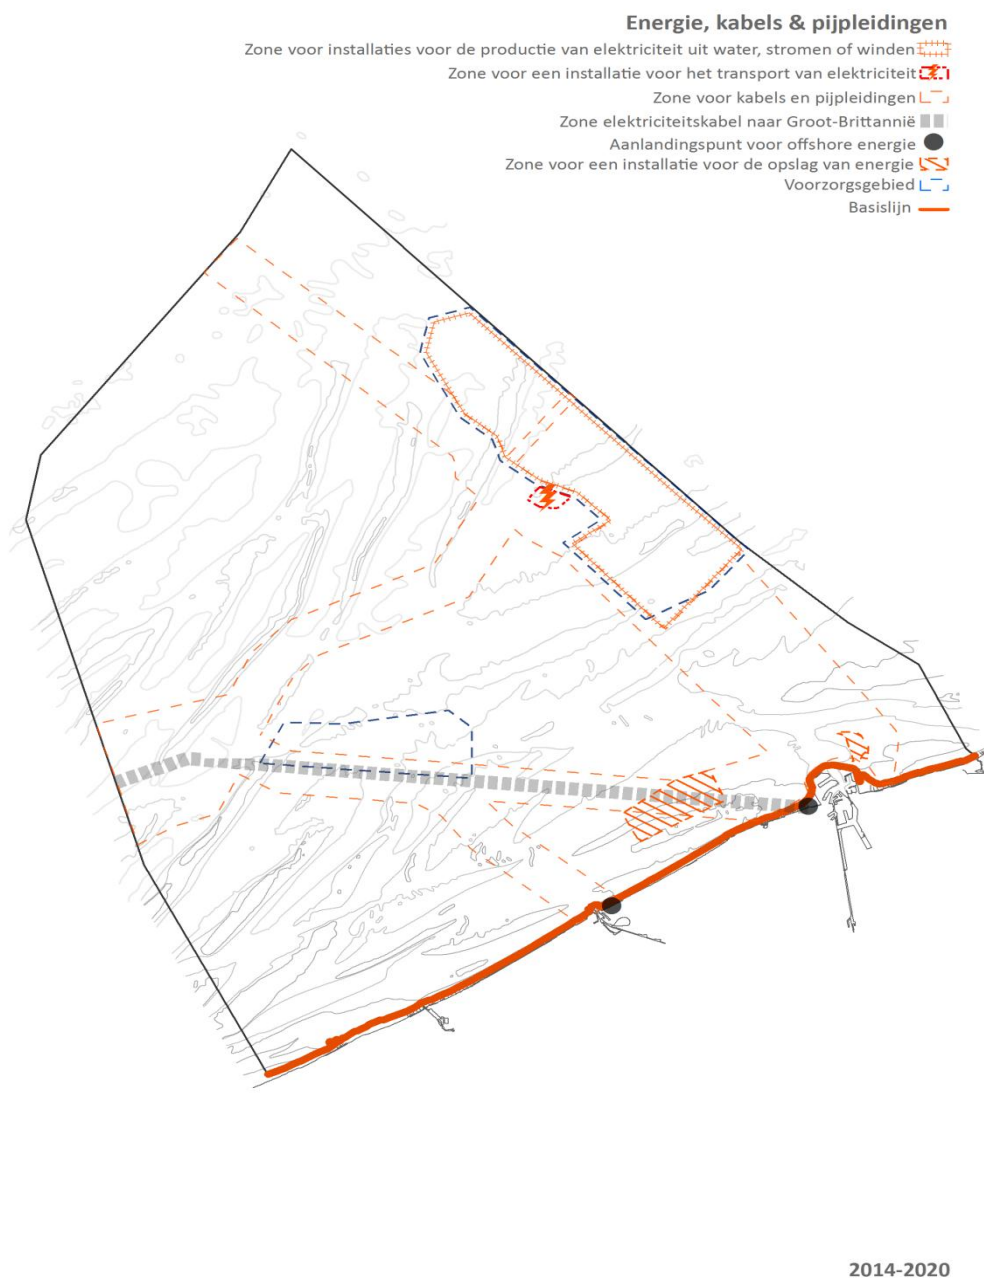 Energie, kabels & pijpleidingen
Zone voor installaties voor de productie van elektriciteit uit water, stromen of winden
Zone voor een installatie voor het transport van elektriciteit
Zone voor kabels en pijpleidingen
Zone elektriciteitskabel naar Groot-Brittannië
Aanlandingspunt voor offshore energie
Zone voor een installatie voor de opslag van energie
Voorzorgsgebied
Basislijn
2014-2020